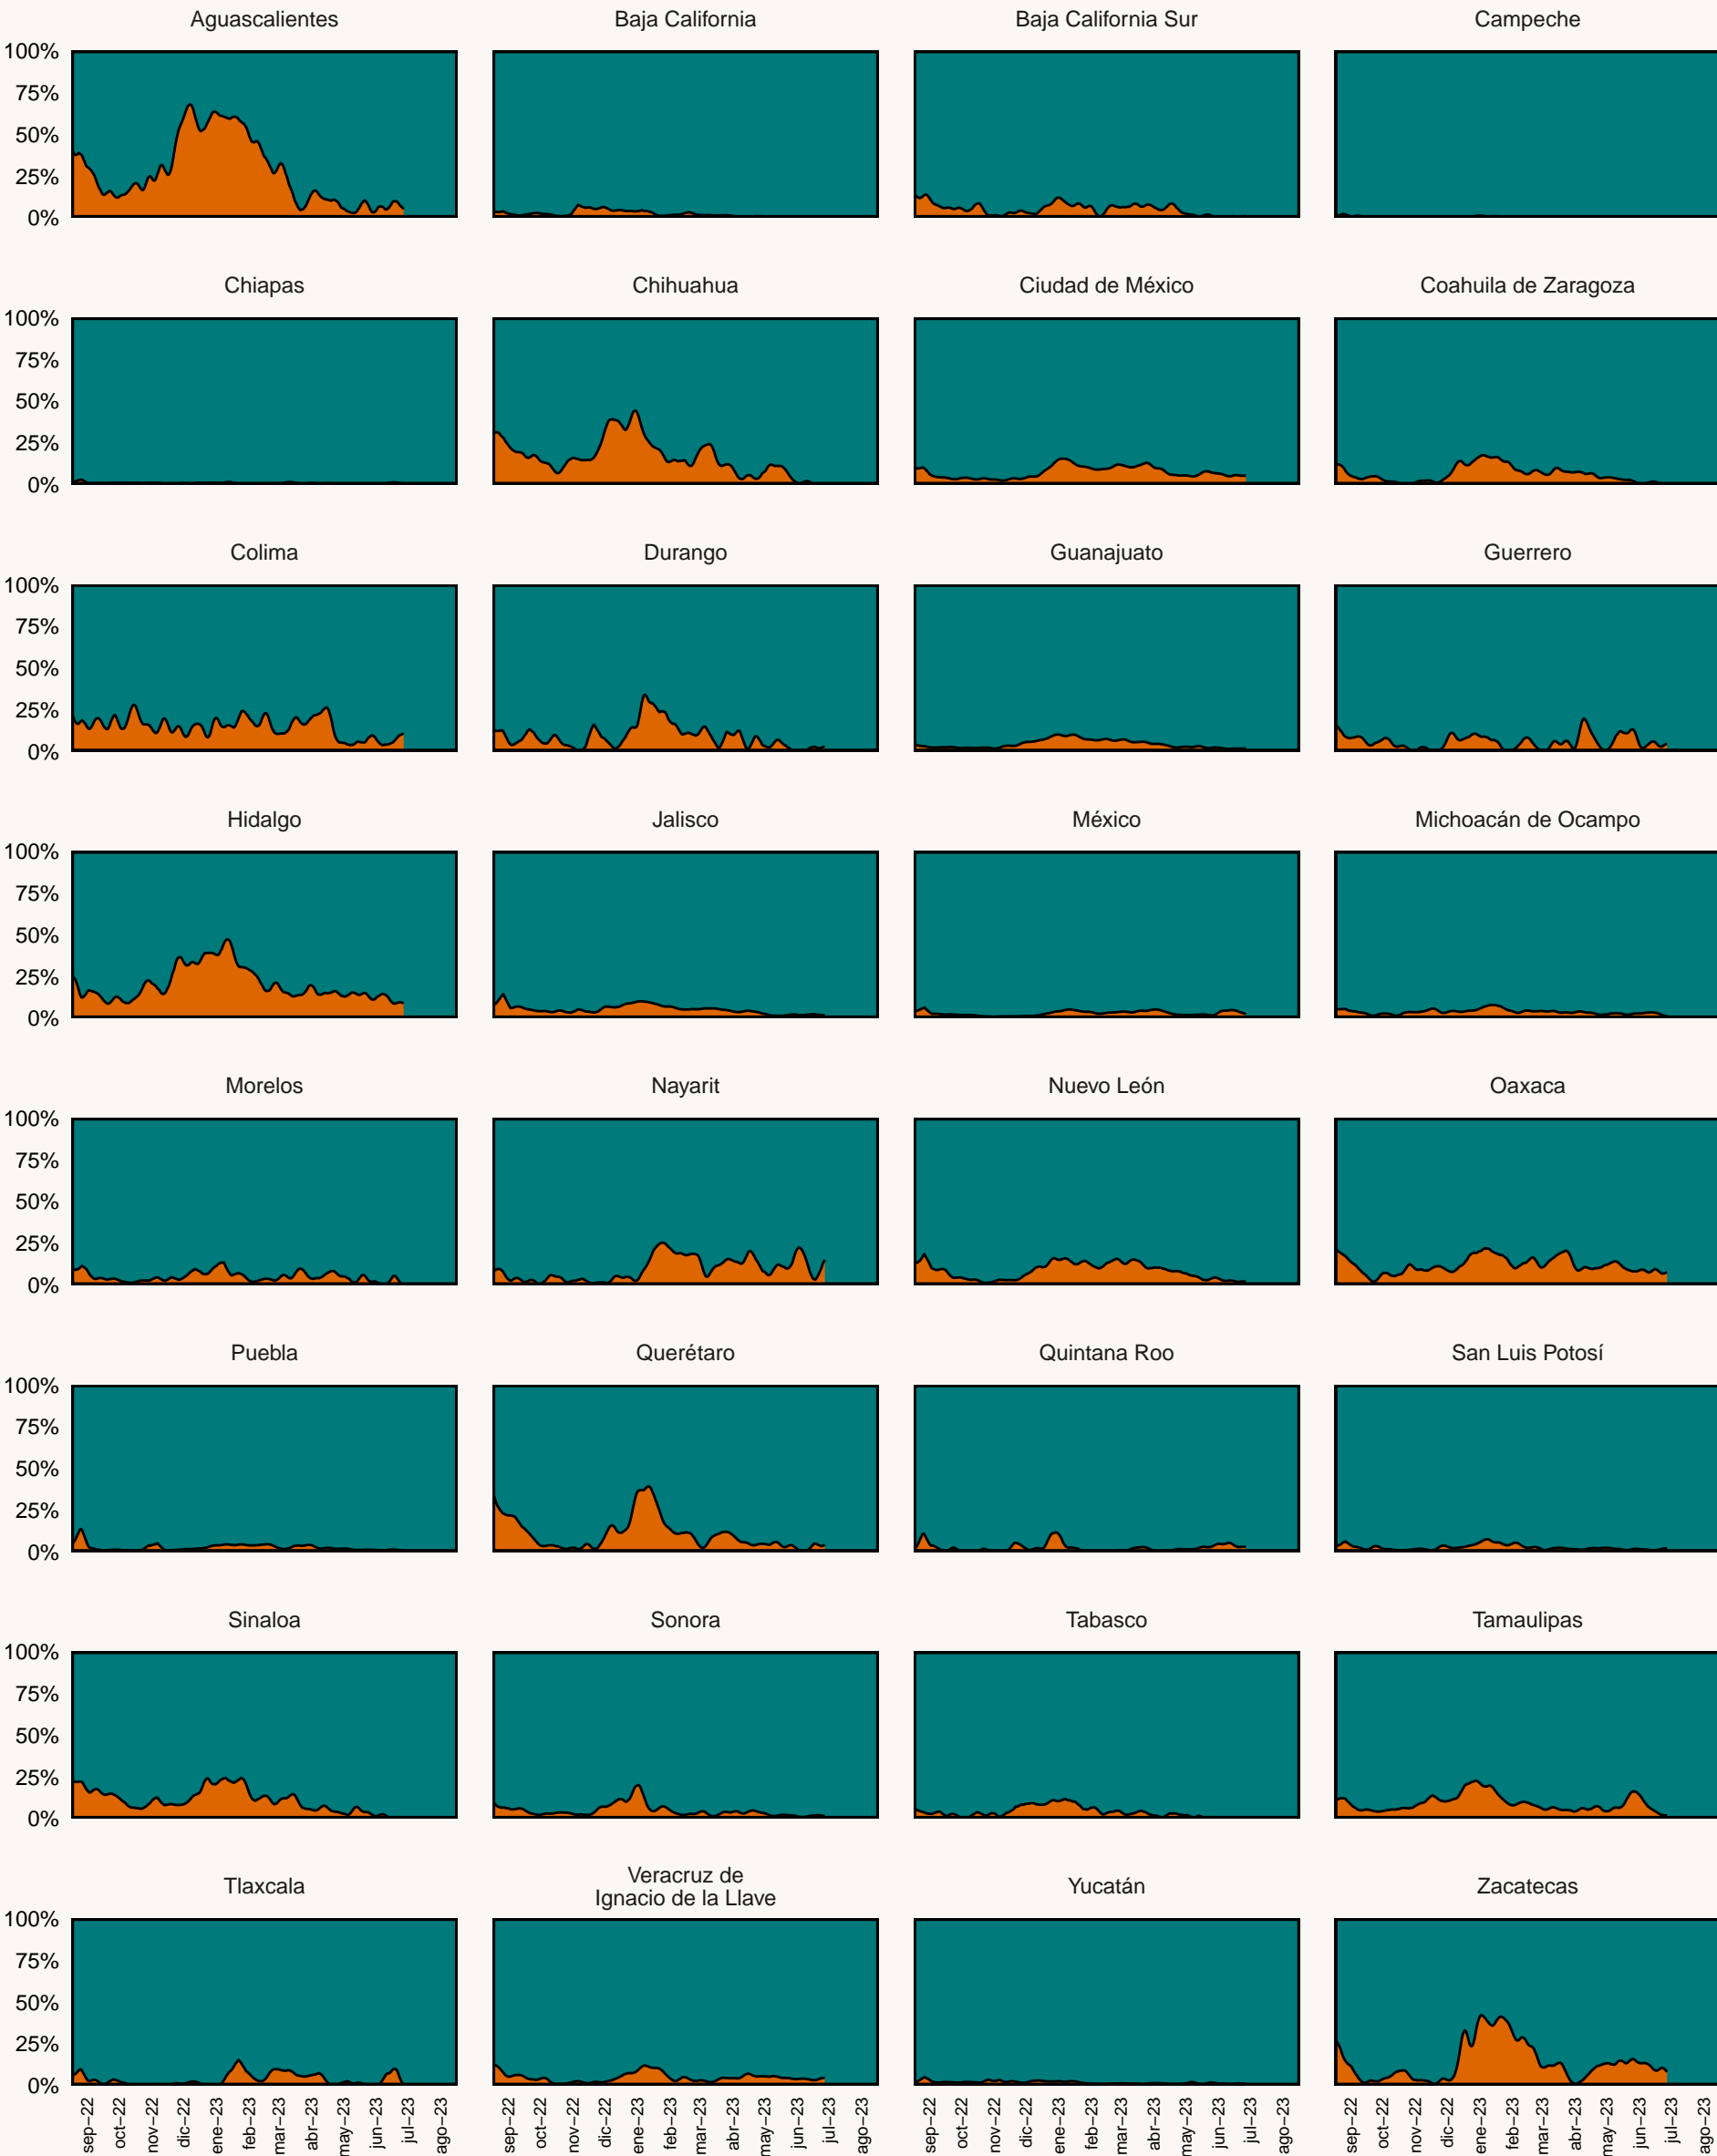 Aguascalientes
Baja California
Baja California Sur
Campeche
100%
75%
50%
25%
0%
Chiapas
Chihuahua
Ciudad de México
Coahuila de Zaragoza
100%
75%
50%
25%
0%
Colima
Durango
Guanajuato
Guerrero
100%
75%
50%
25%
0%
Hidalgo
Jalisco
México
Michoacán de Ocampo
100%
75%
50%
25%
0%
Morelos
Nayarit
Nuevo León
Oaxaca
100%
75%
50%
25%
0%
Puebla
Querétaro
Quintana Roo
San Luis Potosí
100%
75%
50%
25%
0%
Sinaloa
Sonora
Tabasco
Tamaulipas
100%
75%
50%
25%
0%
Tlaxcala
Veracruz de
Ignacio de la Llave
Yucatán
Zacatecas
100%
75%
50%
25%
0%
sep−22
oct−22
nov−22
dic−22
ene−23
feb−23
mar−23
abr−23
may−23
jun−23
jul−23
ago−23
sep−22
oct−22
nov−22
dic−22
ene−23
feb−23
mar−23
abr−23
may−23
jun−23
jul−23
ago−23
sep−22
oct−22
nov−22
dic−22
ene−23
feb−23
mar−23
abr−23
may−23
jun−23
jul−23
ago−23
sep−22
oct−22
nov−22
dic−22
ene−23
feb−23
mar−23
abr−23
may−23
jun−23
jul−23
ago−23